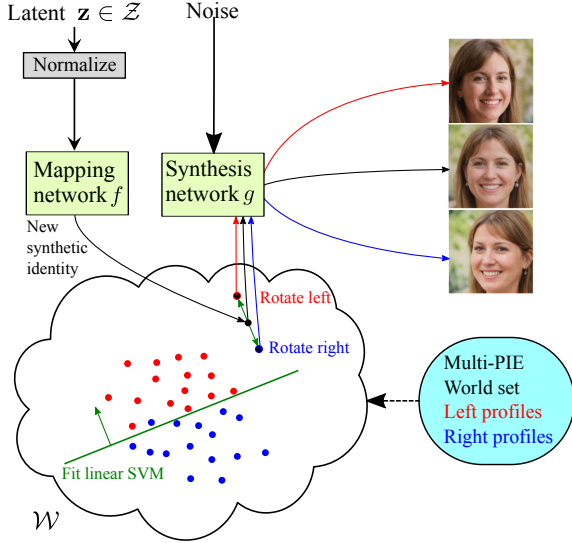 Latent z ∈ 𝒵
Noise
Normalize
Mapping
network f
Synthesis
network g
New
synthetic
identity
Rotate left
Rotate right
Multi-PIE
World set
Left profiles
Right profiles
Fit linear SVM
𝒲